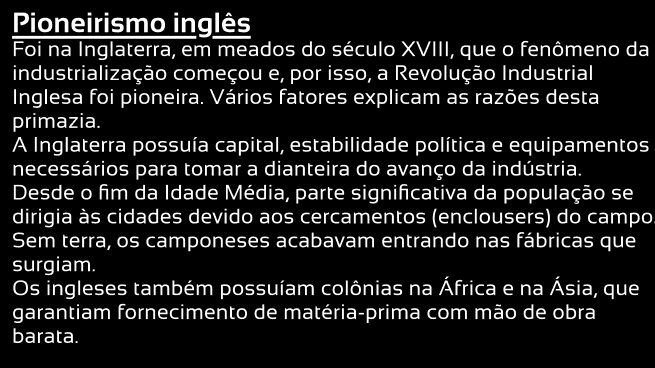 Pioneirismo inglês
Foi na Inglaterra, em meados do século XVIII, que o fenômeno da
industrialização começou e, por isso, a Revolução Industrial
Inglesa foi pioneira. Vários fatores explicam as razões desta
primazia.
A Inglaterra possuía capital, estabilidade política e equipamentos
necessários para tomar a dianteira do avanço da indústria.
Desde o fim da Idade Média, parte significativa da população se
dirigia às cidades devido aos cercamentos (enclousers) do campo.
Sem terra, os camponeses acabavam entrando nas fábricas que
surgiam.
Os ingleses também possuíam colônias na África e na Ásia, que
garantiam fornecimento de matéria-prima com mão de obra
barata.